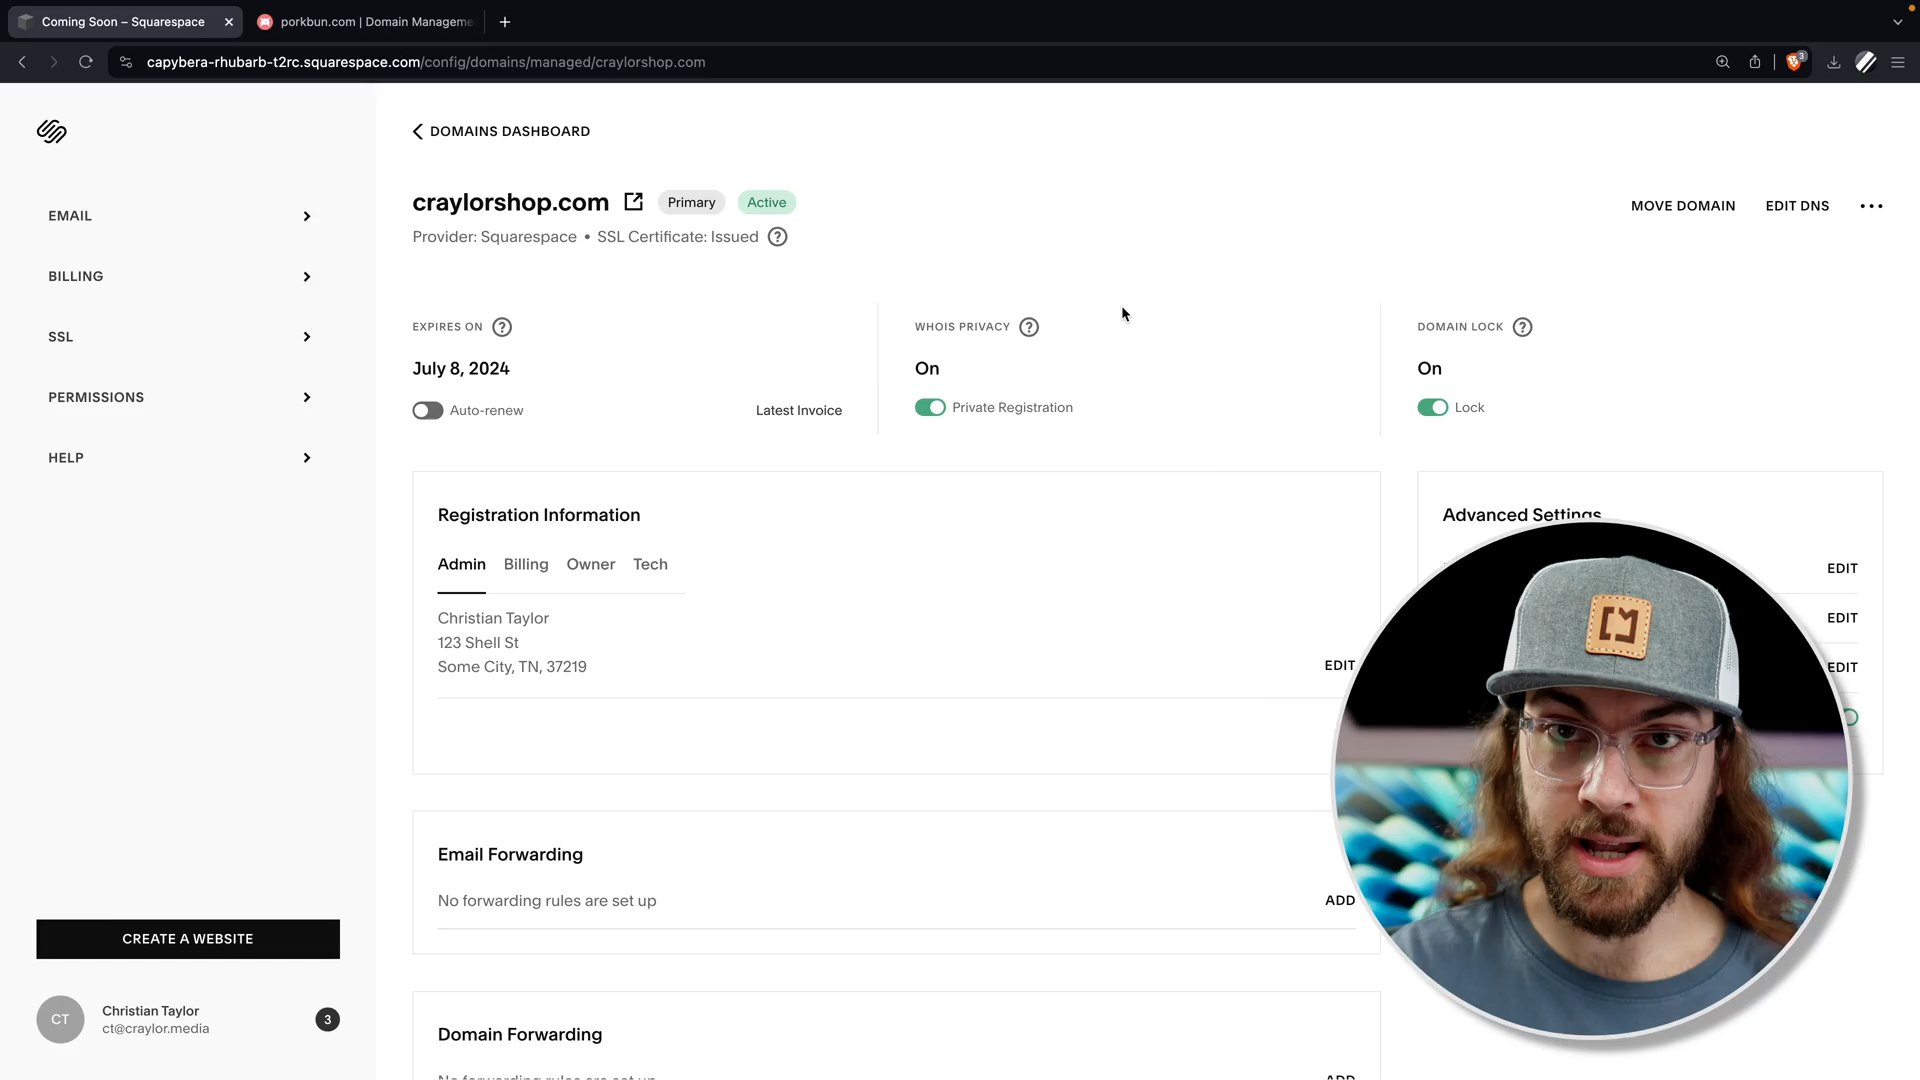 Coming Soon – Squarespace
porkbun.com | Domain Manageme
capybera-rhubarb-t2rc.squarespace.com/config/domains/managed/craylorshop.com
3
DOMAINS DASHBOARD
craylorshop.com
Primary
Active
MOVE DOMAIN
EDIT DNS
Provider: Squarespace • SSL Certificate: Issued
EMAIL
BILLING
SSL
PERMISSIONS
HELP
EXPIRES ON
July 8, 2024
Auto-renew
Latest Invoice
WHOIS PRIVACY
On
Private Registration
DOMAIN LOCK
On
Lock
Registration Information
Admin
Billing
Owner
Tech
Christian Taylor
123 Shell St
Some City, TN, 37219
EDIT
Advanced Settings
EDIT
EDIT
EDIT
Email Forwarding
No forwarding rules are set up
ADD
Domain Forwarding
No forwarding rules are set up
ADD
CREATE A WEBSITE
CT
Christian Taylor
ct@craylor.media
3